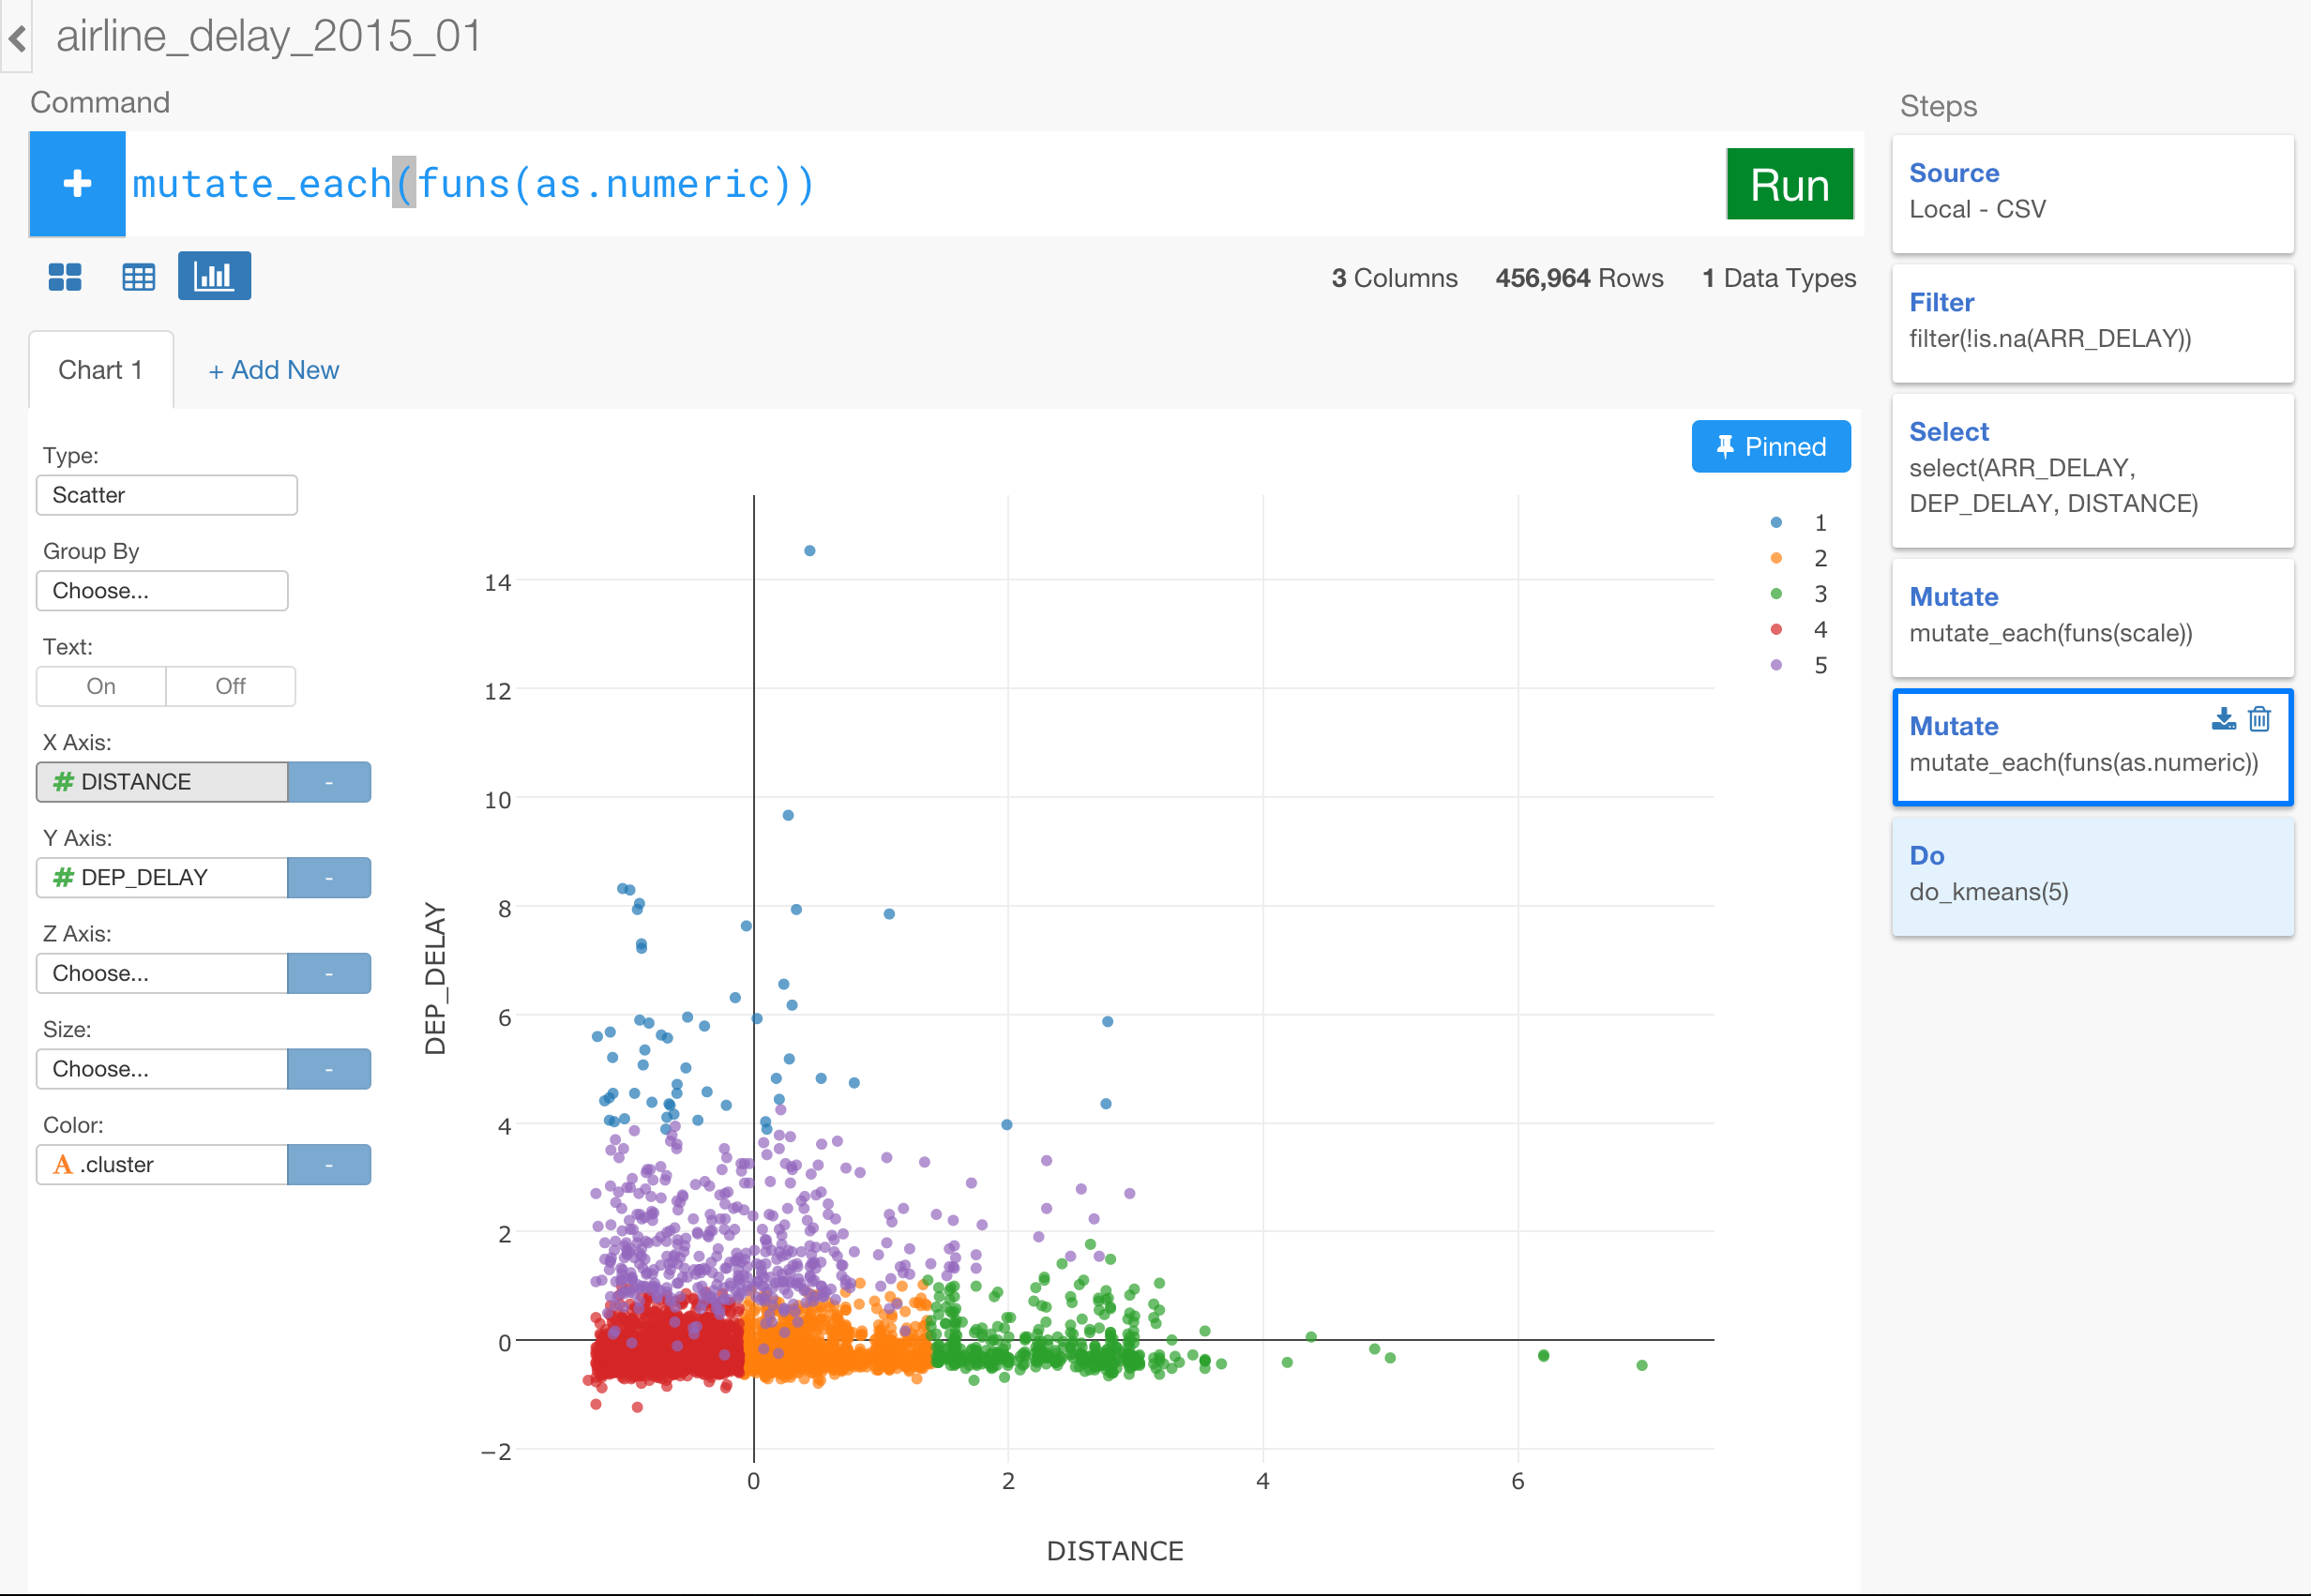 airline_delay_2015_01
Command
Steps
+ mutate_each(funs(as.numeric)) Run
3 Columns 456,964 Rows 1 Data Types
Chart 1 + Add New
Pinned
Type:
Scatter
Group By
Choose...
Text:
On Off
X Axis:
# DISTANCE -
Y Axis:
# DEP_DELAY -
Z Axis:
Choose... -
Size:
Choose... -
Color:
A .cluster -
DEP_DELAY
14
12
10
8
6
4
2
0
−2
0 2 4 6
DISTANCE
1
2
3
4
5
Source
Local - CSV
Filter
filter(!is.na(ARR_DELAY))
Select
select(ARR_DELAY,
DEP_DELAY, DISTANCE)
Mutate
mutate_each(funs(scale))
Mutate
mutate_each(funs(as.numeric))
Do
do_kmeans(5)